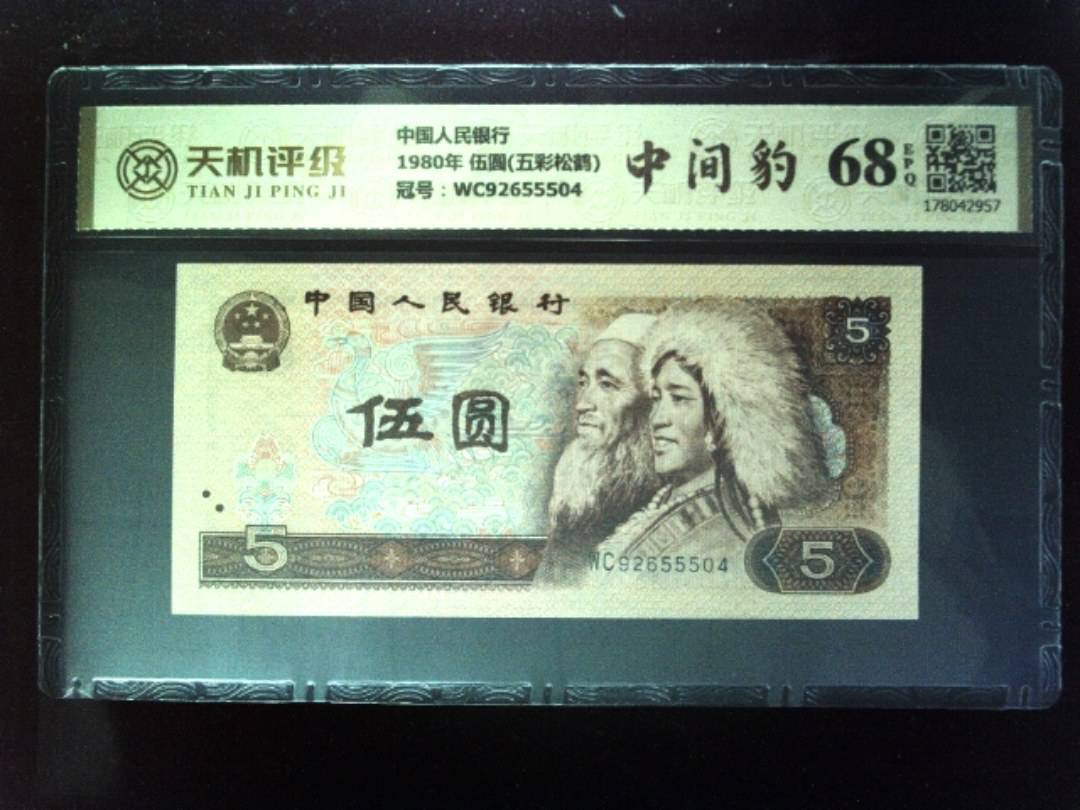 天机评级
TIAN JI PING JI
中国人民银行
1980年 伍圆(五彩松鹤)
冠号：WC92655504
中间豹
68
EPQ
178042957
中国人民银行
5
伍圆
5
WC92655504
5